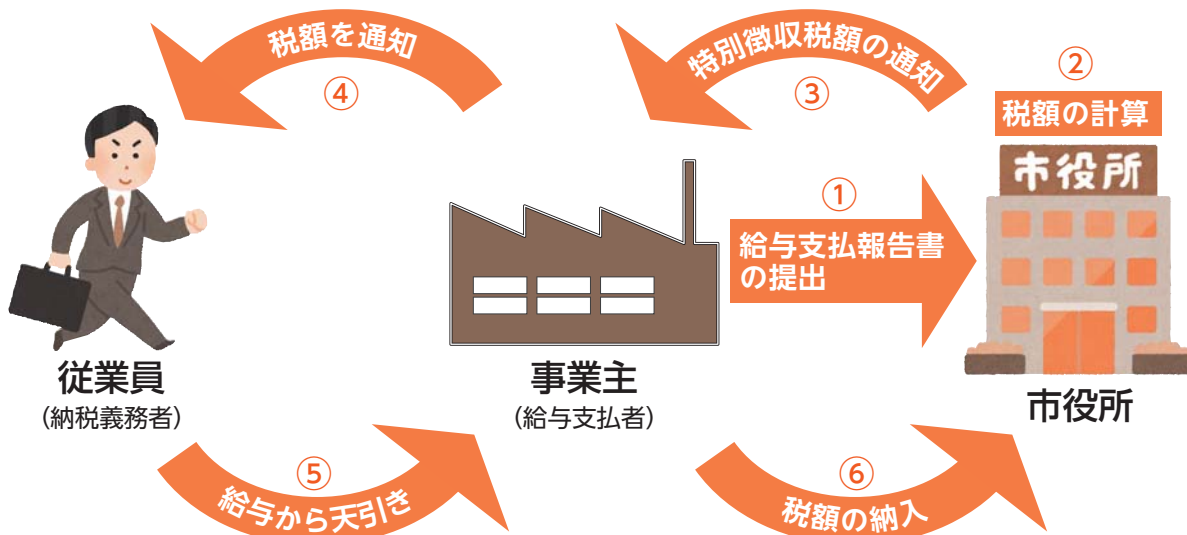 税額を通知
④
特別徴収税額の通知
③
②
税額の計算
市役所
①
給与支払報告書
の提出
従業員
(納税義務者)
事業主
(給与支払者)
市役所
⑤
給与から天引き
⑥
税額の納入